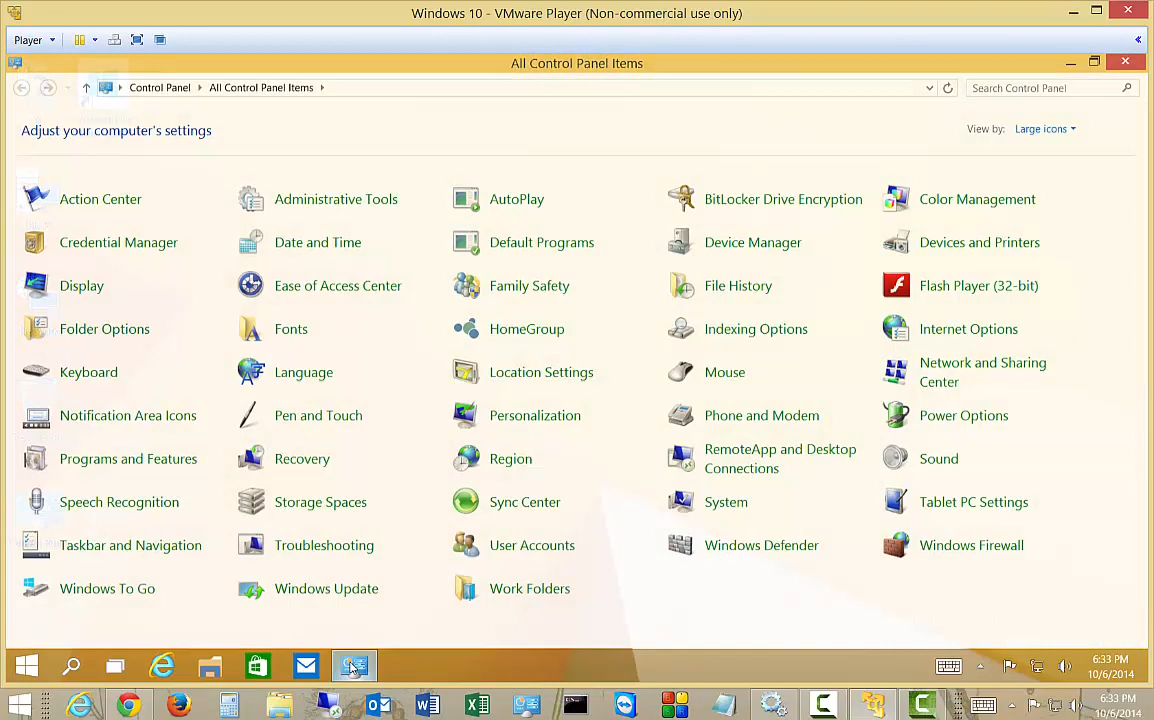 Windows 10 - VMware Player (Non-commercial use only)
Player
All Control Panel Items
Control Panel All Control Panel Items
Search Control Panel
Adjust your computer's settings
View by: Large icons
Action Center
Administrative Tools
AutoPlay
BitLocker Drive Encryption
Color Management
Credential Manager
Date and Time
Default Programs
Device Manager
Devices and Printers
Display
Ease of Access Center
Family Safety
File History
Flash Player (32-bit)
Folder Options
Fonts
HomeGroup
Indexing Options
Internet Options
Keyboard
Language
Location Settings
Mouse
Network and Sharing
Center
Notification Area Icons
Pen and Touch
Personalization
Phone and Modem
Power Options
Programs and Features
Recovery
Region
RemoteApp and Desktop
Connections
Sound
Speech Recognition
Storage Spaces
Sync Center
System
Tablet PC Settings
Taskbar and Navigation
Troubleshooting
User Accounts
Windows Defender
Windows Firewall
Windows To Go
Windows Update
Work Folders
6:33 PM
10/6/2014
6:33 PM
10/6/2014